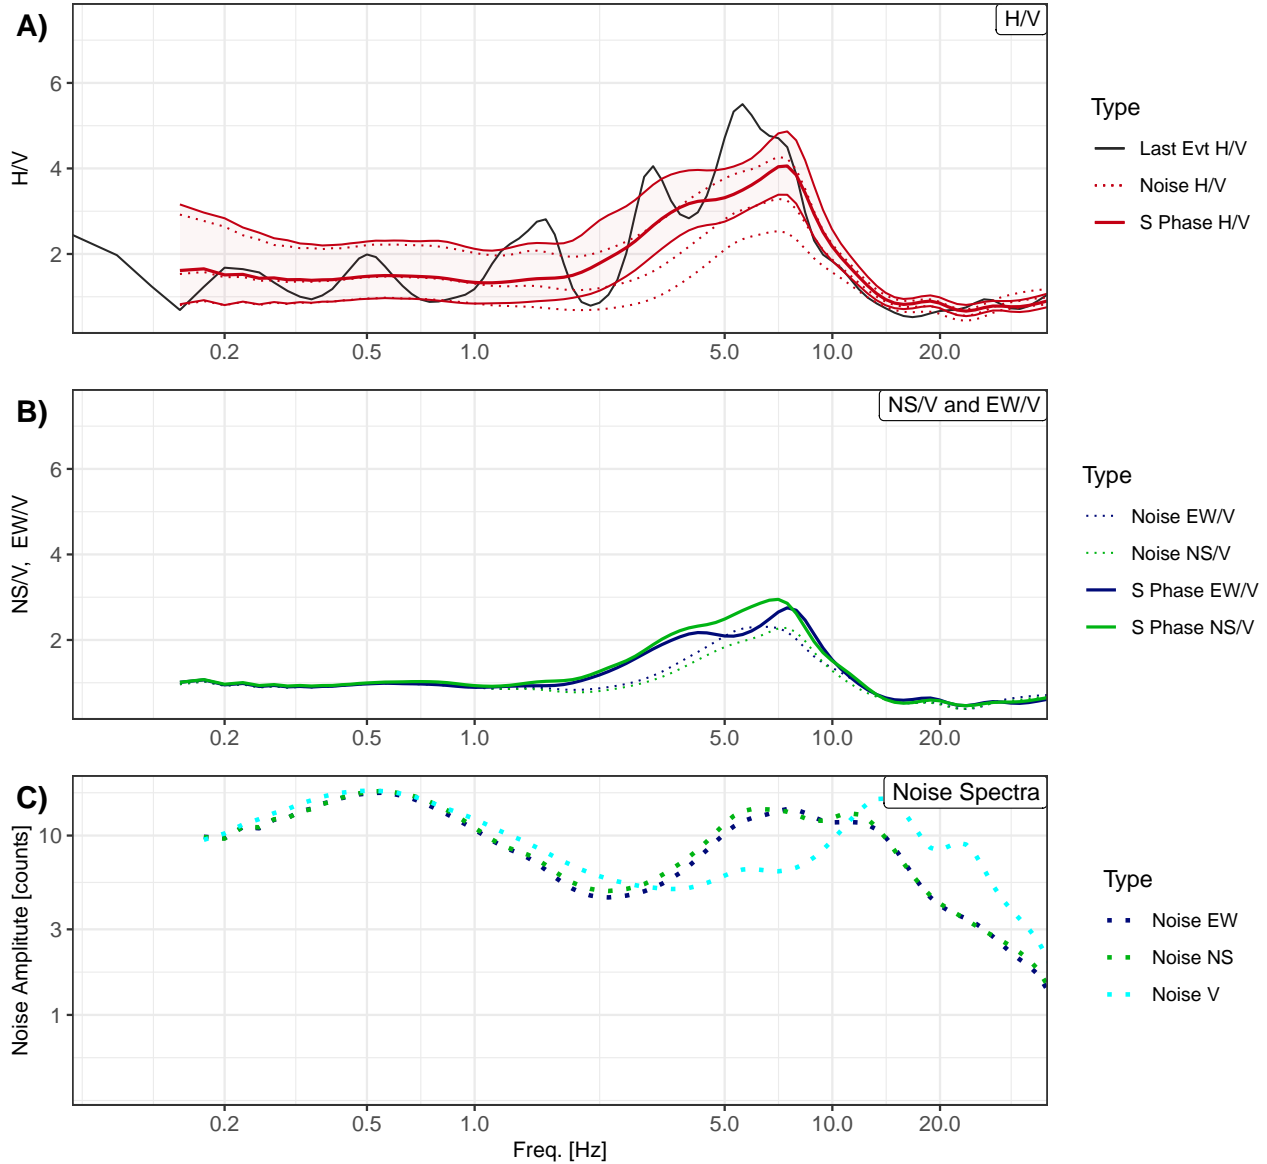 A)
H/V
6
4
2
H/V
0.2 0.5 1.0 5.0 10.0 20.0
Type
Last Evt H/V
Noise H/V
S Phase H/V
B)
NS/V and EW/V
6
4
2
NS/V, EW/V
0.2 0.5 1.0 5.0 10.0 20.0
Type
Noise EW/V
Noise NS/V
S Phase EW/V
S Phase NS/V
C)
Noise Spectra
10
3
1
Noise Amplitute [counts]
0.2 0.5 1.0 5.0 10.0 20.0
Freq. [Hz]
Type
Noise EW
Noise NS
Noise V